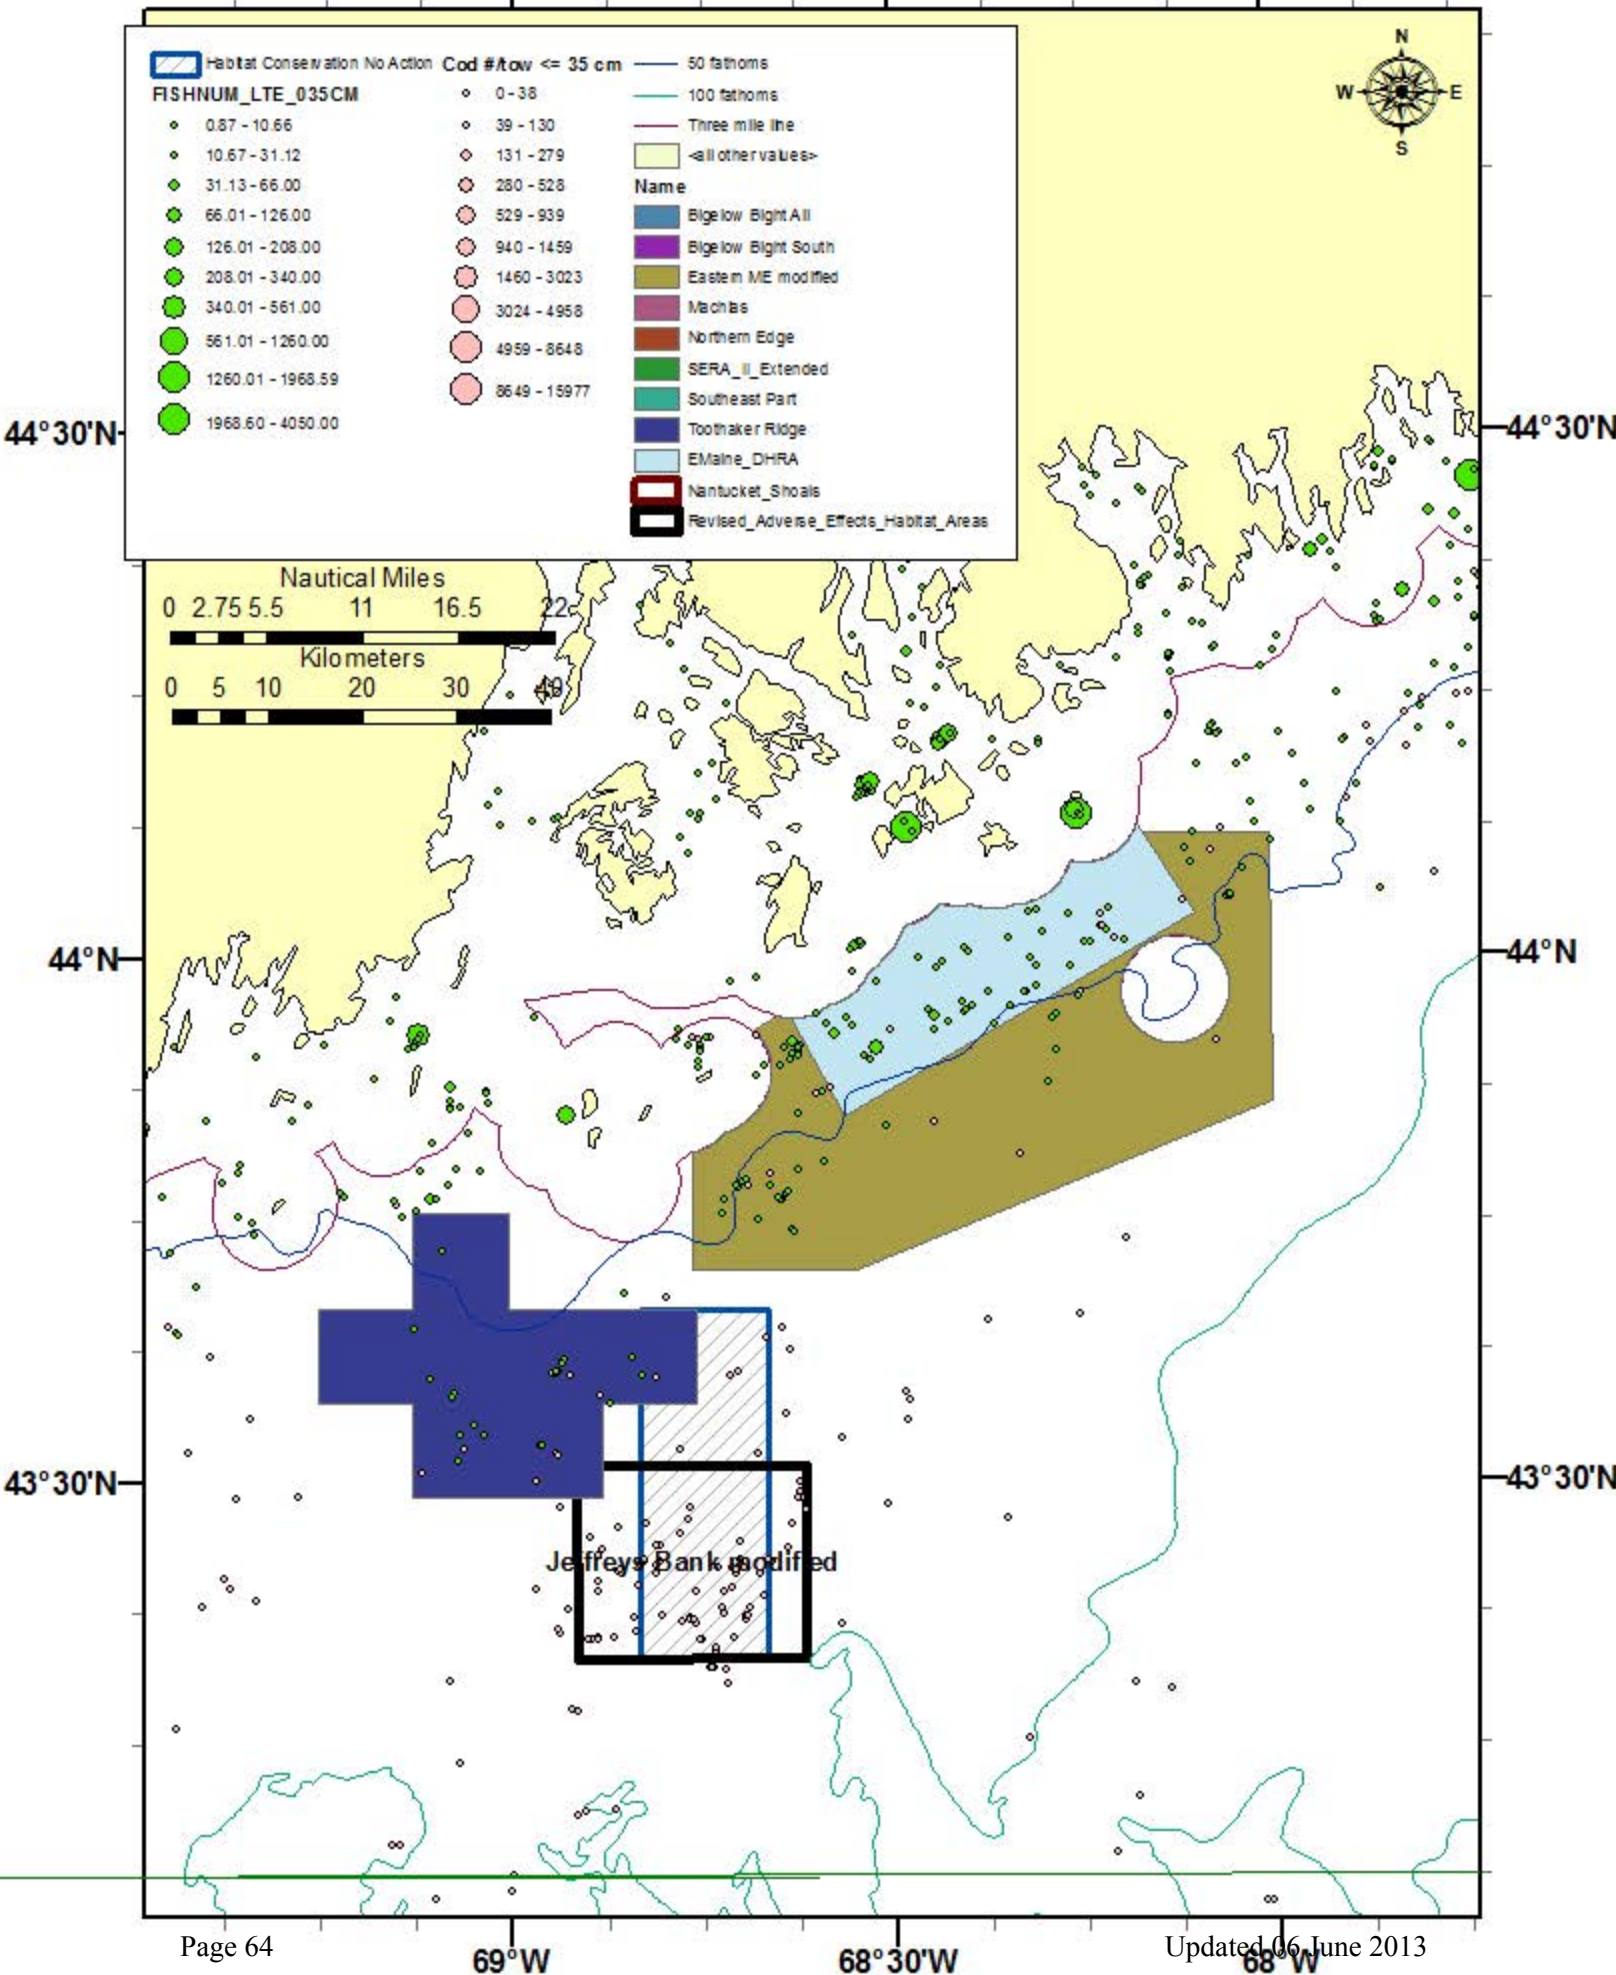 N
W E
S
Habitat Conservation No Action
FISHNUM_LTE_035CM
0.87 - 10.66
10.67 - 31.12
31.13 - 66.00
66.01 - 126.00
126.01 - 208.00
208.01 - 340.00
340.01 - 561.00
561.01 - 1260.00
1260.01 - 1968.59
1968.60 - 4050.00
Cod #/tow <= 35 cm
0 - 38
39 - 130
131 - 279
280 - 528
529 - 939
940 - 1459
1460 - 3023
3024 - 4958
4959 - 8648
8649 - 15977
50 fathoms
100 fathoms
Three mile line
<all other values>
Name
Bigelow Bight All
Bigelow Bight South
Eastern ME modified
Machias
Northern Edge
SERA_II_Extended
Southeast Part
Toothaker Ridge
EMaine_DHRA
Nantucket_Shoals
Revised_Adverse_Effects_Habitat_Areas
44°30'N 44°30'N
Nautical Miles
0 2.75 5.5 11 16.5 22
Kilometers
0 5 10 20 30 40
44°N 44°N
43°30'N 43°30'N
Jeffreys Bank modified
Page 64
Updated 06 June 2013
69°W 68°30'W 68°W